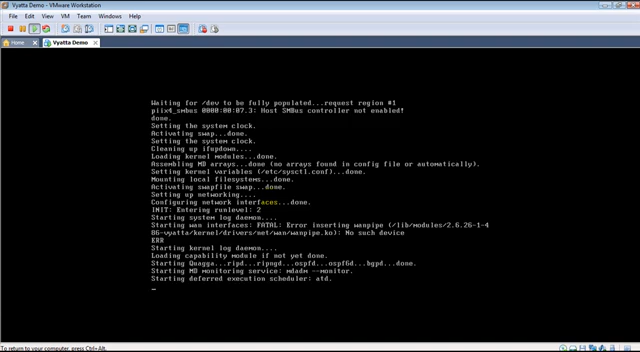 Vyatta Demo - VMware Workstation
File Edit View VM Team Windows Help
Home Vyatta Demo
Waiting for /dev to be fully populated...request region #1
piix4_smbus 0000:00:07.3: Host SMBus controller not enabled!
done.
Setting the system clock.
Activating swap...done.
Setting the system clock.
Cleaning up ifupdown....
Loading kernel modules...done.
Assembling MD arrays...done (no arrays found in config file or automatically).
Setting kernel variables (/etc/sysctl.conf)...done.
Mounting local filesystems...done.
Activating swapfile swap...done.
Setting up networking....
Configuring network interfaces...done.
INIT: Entering runlevel: 2
Starting system log daemon....
Starting wan interfaces: FATAL: Error inserting wanpipe (/lib/modules/2.6.26-1-4
86-vyatta/kernel/drivers/net/wan/wanpipe.ko): No such device
ERR
Starting kernel log daemon....
Loading capability module if not yet done.
Starting Quagga...ripd...ripngd...ospfd...ospf6d...bgpd...done.
Starting MD monitoring service: mdadm --monitor.
Starting deferred execution scheduler: atd.
_
To return to your computer, press Ctrl+Alt.